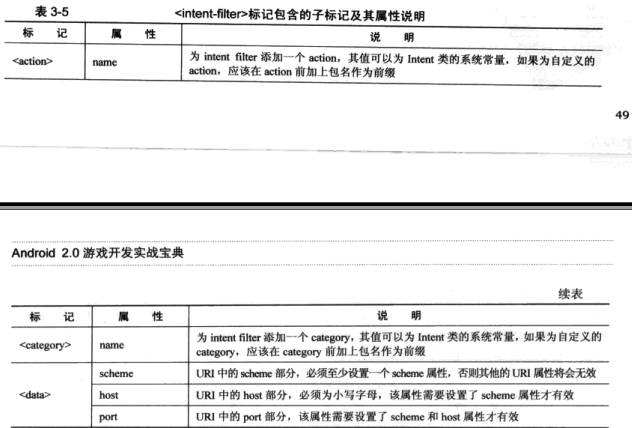 表 3-5 <intent-filter>标记包含的子标记及其属性说明
标 记 属 性 说 明
<action> name 为 intent filter 添加一个 action，其值可以为 Intent 类的系统常量，如果为自定义的
action，应该在 action 前加上包名作为前缀
49
Android 2.0 游戏开发实战宝典
续表
标 记 属 性 说 明
<category> name 为 intent filter 添加一个 category，其值可以为 Intent 类的系统常量，如果为自定义的
category，应该在 category 前加上包名作为前缀
<data> scheme URI 中的 scheme 部分，必须至少设置一个 scheme 属性，否则其他的 URI 属性将会无效
host URI 中的 host 部分，必须为小写字母，该属性需要设置了 scheme 属性才有效
port URI 中的 port 部分，该属性需要设置了 scheme 和 host 属性才有效